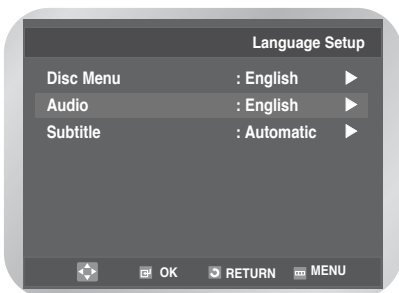 Language Setup
Disc Menu : English ▶
Audio : English ▶
Subtitle : Automatic ▶
OK RETURN MENU